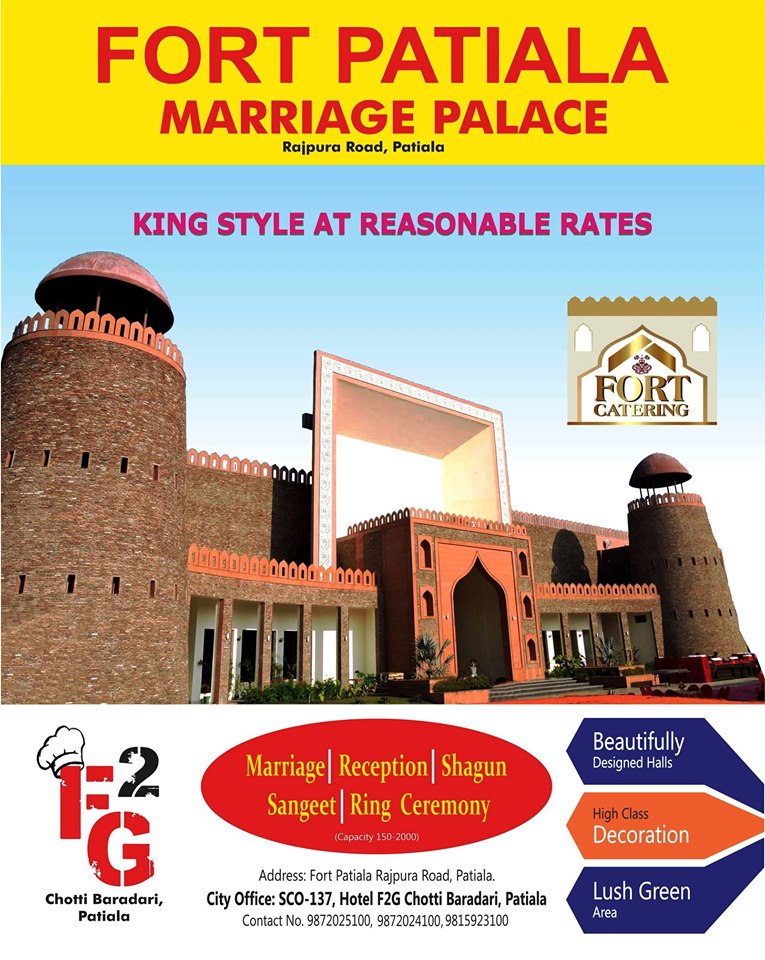 FORT PATIALA
MARRIAGE PALACE
Rajpura Road, Patiala
KING STYLE AT REASONABLE RATES
FORT
CATERING
F2G
Chotti Baradari,
Patiala
Marriage| Reception| Shagun
Sangeet| Ring Ceremony
(Capacity 150-2000)
Address: Fort Patiala Rajpura Road, Patiala.
City Office: SCO-137, Hotel F2G Chotti Baradari, Patiala
Contact No. 9872025100, 9872024100, 9815923100
Beautifully
Designed Halls
High Class
Decoration
Lush Green
Area